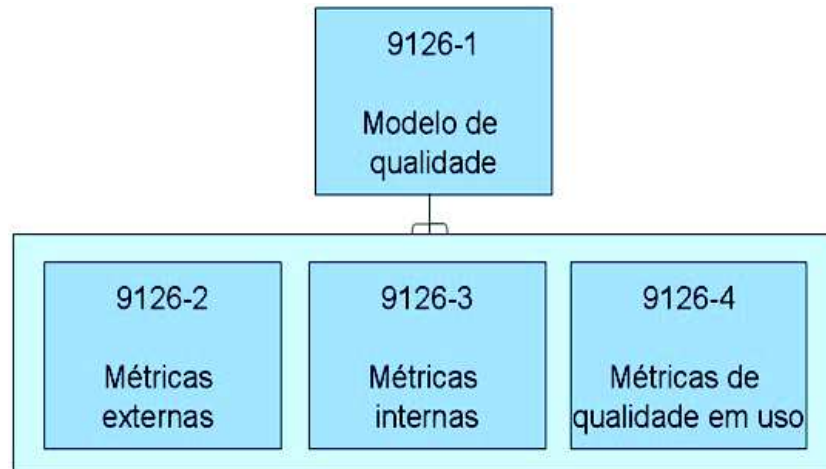 9126-1
Modelo de
qualidade
9126-2
Métricas
externas
9126-3
Métricas
internas
9126-4
Métricas de
qualidade em uso